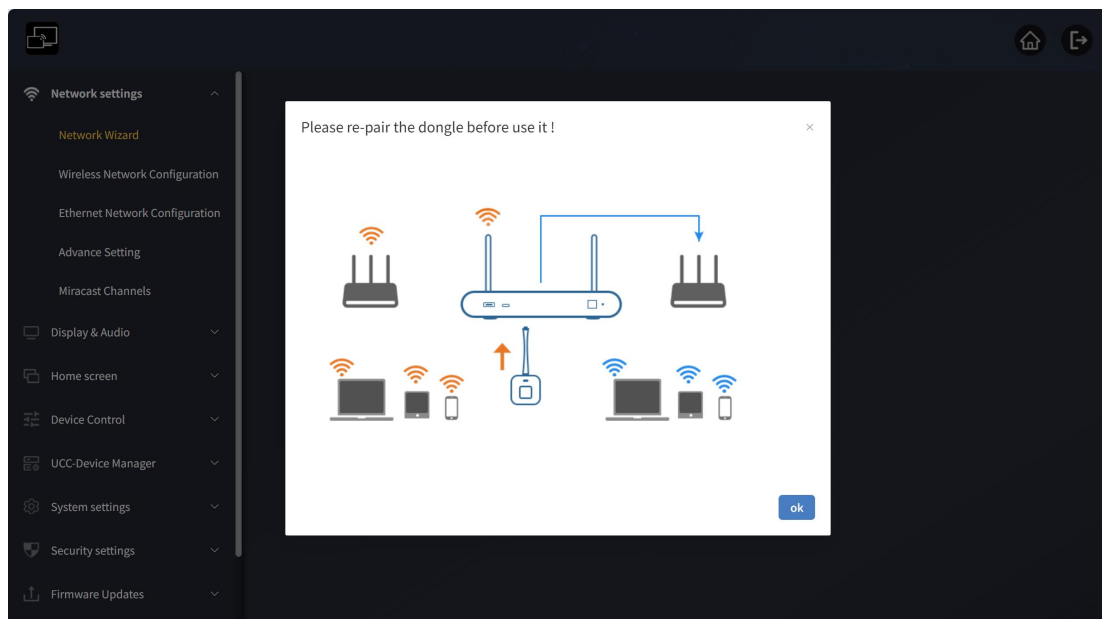 Network settings
Network Wizard
Wireless Network Configuration
Ethernet Network Configuration
Advance Setting
Miracast Channels
Display & Audio
Home screen
Device Control
UCC-Device Manager
System settings
Security settings
Firmware Updates
Please re-pair the dongle before use it !
ok